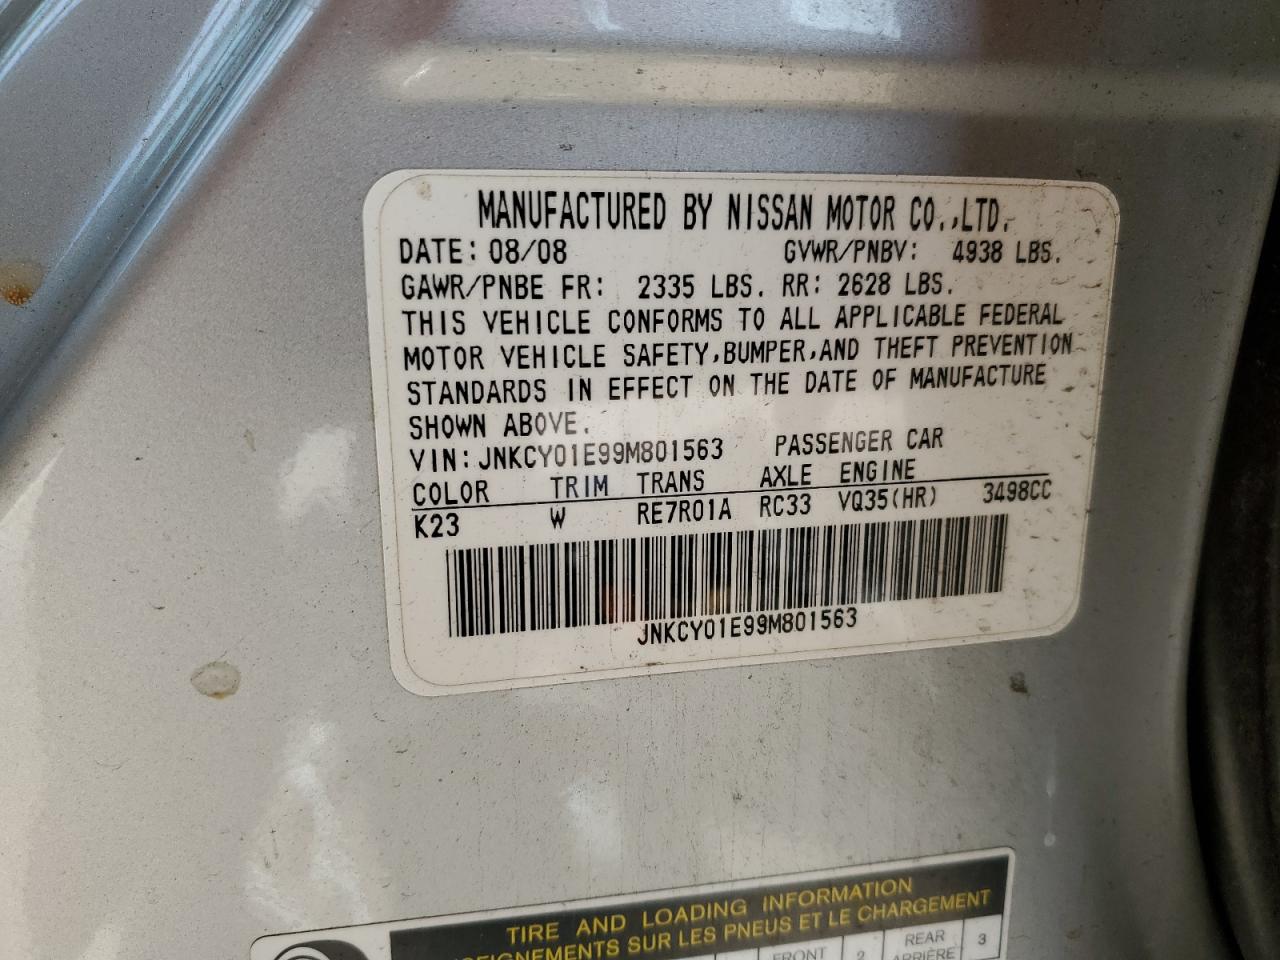 MANUFACTURED BY NISSAN MOTOR CO.,LTD.
DATE: 08/08 GVWR/PNBV: 4938 LBS.
GAWR/PNBE FR: 2335 LBS. RR: 2628 LBS.
THIS VEHICLE CONFORMS TO ALL APPLICABLE FEDERAL
MOTOR VEHICLE SAFETY,BUMPER,AND THEFT PREVENTION
STANDARDS IN EFFECT ON THE DATE OF MANUFACTURE
SHOWN ABOVE.
VIN: JNKCY01E99M801563 PASSENGER CAR
COLOR TRIM TRANS AXLE ENGINE
K23 W RE7R01A RC33 VQ35(HR) 3498CC
JNKCY01E99M801563
TIRE AND LOADING INFORMATION
SUR LES PNEUS ET LE CHARGEMENT
FRONT 2 REAR 3
ARRIÈRE